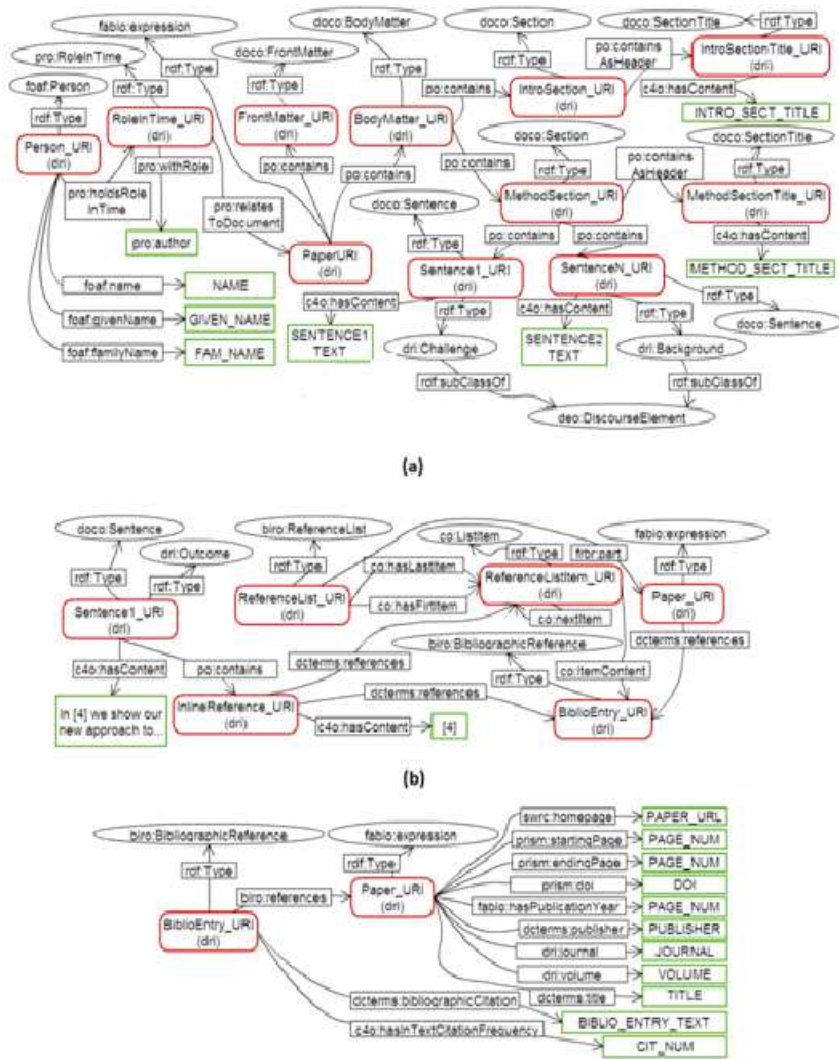 fabio:expression
doco:BodyMatter
doco:Section
doco:SectionTitle
rdf:Type
pro:RoleInTime
doco:FrontMatter
rdf:Type
po:contains
AsHeader
IntroSectionTitle_URI
(dri)
foaf:Person
rdf:Type
rdf:Type
rdf:Type
po:contains
IntroSection_URI
(dri)
c4o:hasContent
rdf:Type
RoleInTime_URI
(dri)
FrontMatter_URI
(dri)
BodyMatter_URI
(dri)
INTRO_SECT_TITLE
Person_URI
(dri)
pro:withRole
doco:Section
doco:SectionTitle
po:contains
po:contains
rdf:Type
po:contains
AsHeader
rdf:Type
pro:holdsRole
InTime
pro:relates
ToDocument
po:contains
doco:Sentence
MethodSection_URI
(dri)
MethodSectionTitle_URI
(dri)
pro:author
PaperURI
(dri)
rdf:Type
po:contains
po:contains
c4o:hasContent
Sentence1_URI
(dri)
SentenceN_URI
(dri)
METHOD_SECT_TITLE
foaf:name
NAME
c4o:hasContent
rdf:Type
c4o:hasContent
rdf:Type
doco:Sentence
foaf:givenName
GIVEN_NAME
SENTENCE1
TEXT
dri:Challenge
SENTENCE2
TEXT
dri:Background
foaf:familyName
FAM_NAME
rdf:subClassOf
rdf:subClassOf
deo:DiscourseElement
(a)
doco:Sentence
biro:ReferenceList
co:ListItem
fabio:expression
dri:Outcome
rdf:Type
frbr:part
rdf:Type
rdf:Type
co:hasLastItem
ReferenceListItem_URI
(dri)
rdf:Type
rdf:Type
Sentence1_URI
(dri)
ReferenceList_URI
(dri)
co:hasFirtItem
Paper_URI
(dri)
co:nextItem
biro:BibliographicReference
c4o:hasContent
po:contains
dcterms:references
co:itemContent
dcterms:references
rdf:Type
In [4] we show our
new approach to...
InlineReference_URI
(dri)
dcterms:references
BiblioEntry_URI
(dri)
c4o:hasContent
[4]
(b)
swrc:homepage
PAPER_URL
biro:BibliographicReference
fabio:expression
prism:startingPage
PAGE_NUM
rdf:Type
prism:endingPage
PAGE_NUM
rdf:Type
prism:doi
DOI
biro:references
Paper_URI
(dri)
fabio:hasPublicationYear
PAGE_NUM
BiblioEntry_URI
(dri)
dcterms:publisher
PUBLISHER
dri:journal
JOURNAL
dri:volume
VOLUME
dcterms:title
TITLE
dcterms:bibliographicCitation
BIBLIO_ENTRY_TEXT
c4o:hasInTextCitationFrequency
CIT_NUM